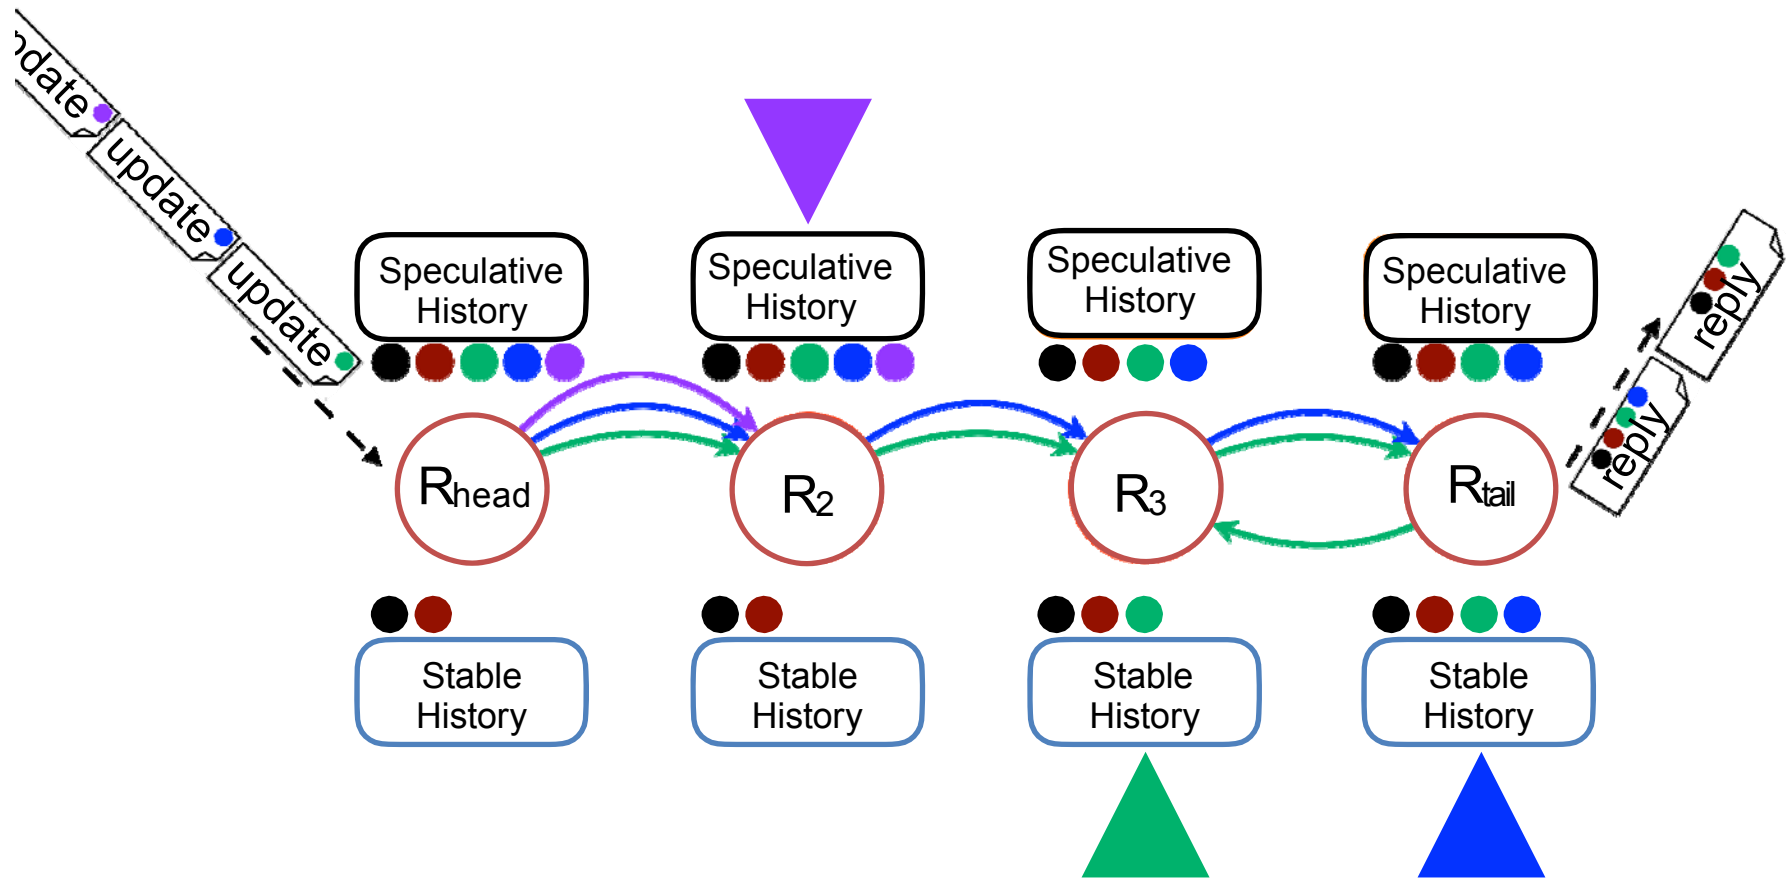 pdate
update
update
Speculative
History
Speculative
History
Speculative
History
Speculative
History
reply
reply
Rhead
R2
R3
Rtail
Stable
History
Stable
History
Stable
History
Stable
History